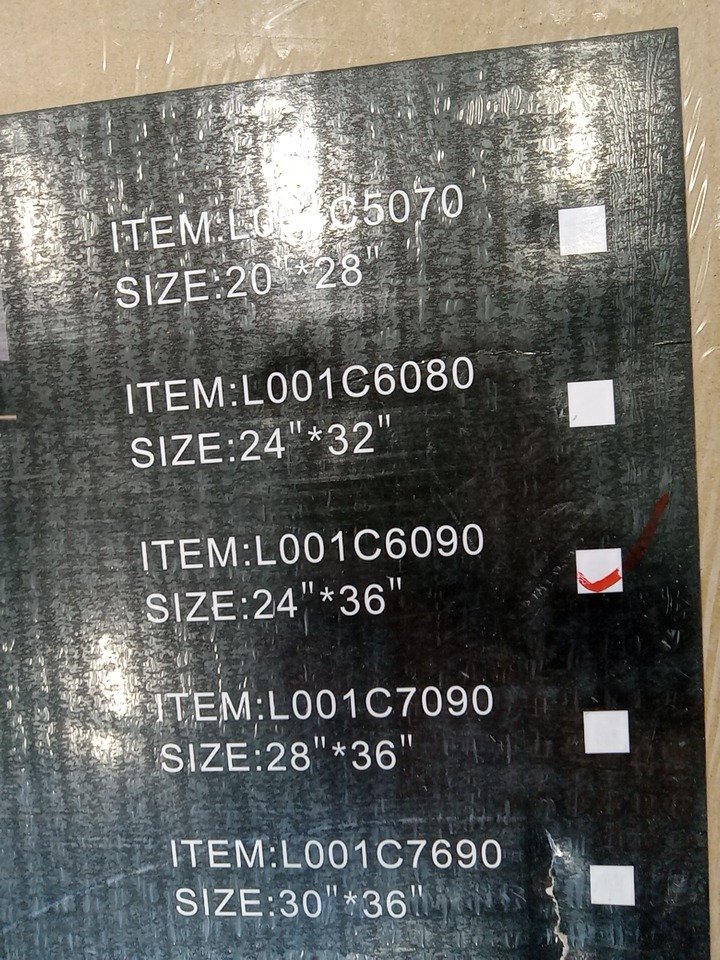 ITEM:L001C5070
SIZE:20"*28"
ITEM:L001C6080
SIZE:24"*32"
ITEM:L001C6090
SIZE:24"*36"
ITEM:L001C7090
SIZE:28"*36"
ITEM:L001C7690
SIZE:30"*36"